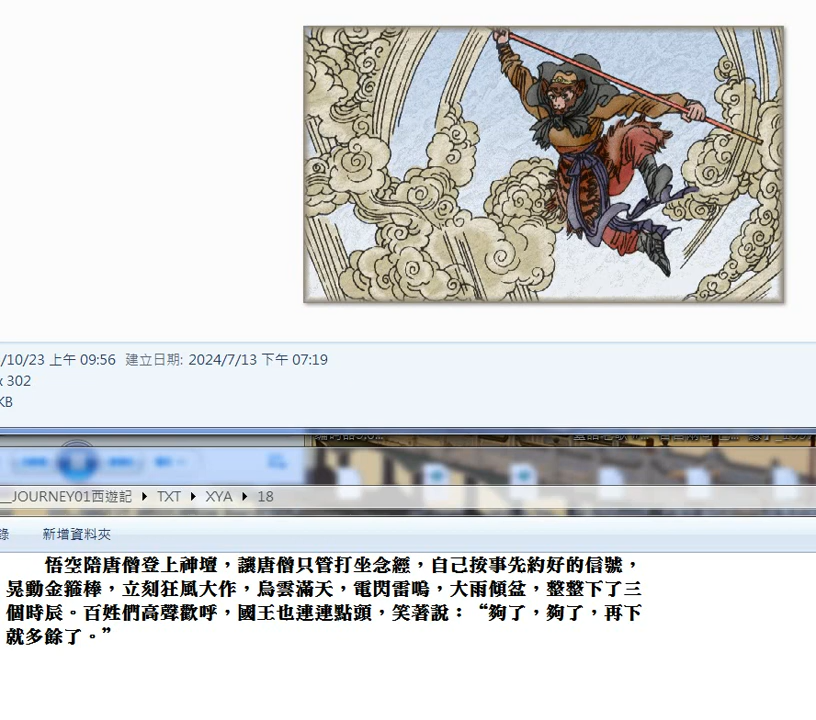 /10/23 上午 09:56 建立日期: 2024/7/13 下午 07:19
x 302
KB
__JOURNEY01西遊記 ▸ TXT ▸ XYA ▸ 18
錄 新增資料夾
悟空陪唐僧登上神壇，讓唐僧只管打坐念經，自己按事先約好的信號，
晃動金箍棒，立刻狂風大作，烏雲滿天，電閃雷鳴，大雨傾盆，整整下了三
個時辰。百姓們高聲歡呼，國王也連連點頭，笑著說：“夠了，夠了，再下
就多餘了。”